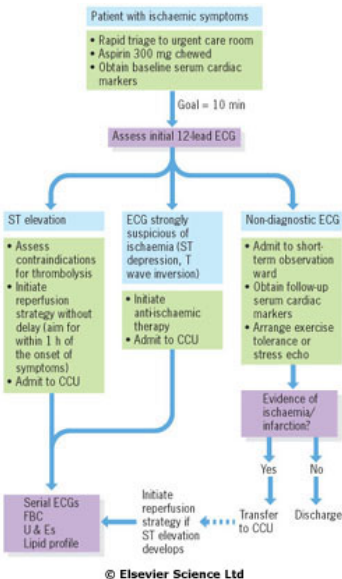 Patient with ischaemic symptoms
• Rapid triage to urgent care room
• Aspirin 300 mg chewed
• Obtain baseline serum cardiac
markers
Goal = 10 min
Assess initial 12-lead ECG
ST elevation
• Assess
contraindications
for thrombolysis
• Initiate
reperfusion
strategy without
delay (aim for
within 1 h of
the onset of
symptoms)
• Admit to CCU
ECG strongly
suspicious of
ischaemia (ST
depression, T
wave inversion)
• Initiate
anti-ischaemic
therapy
• Admit to CCU
Non-diagnostic ECG
• Admit to short-
term observation
ward
• Obtain follow-up
serum cardiac
markers
• Arrange exercise
tolerance or
stress echo
Evidence of
ischaemia/
infarction?
Yes
No
Serial ECGs
FBC
U & Es
Lipid profile
Initiate
reperfusion
strategy if
ST elevation
develops
Transfer
to CCU
Discharge
© Elsevier Science Ltd